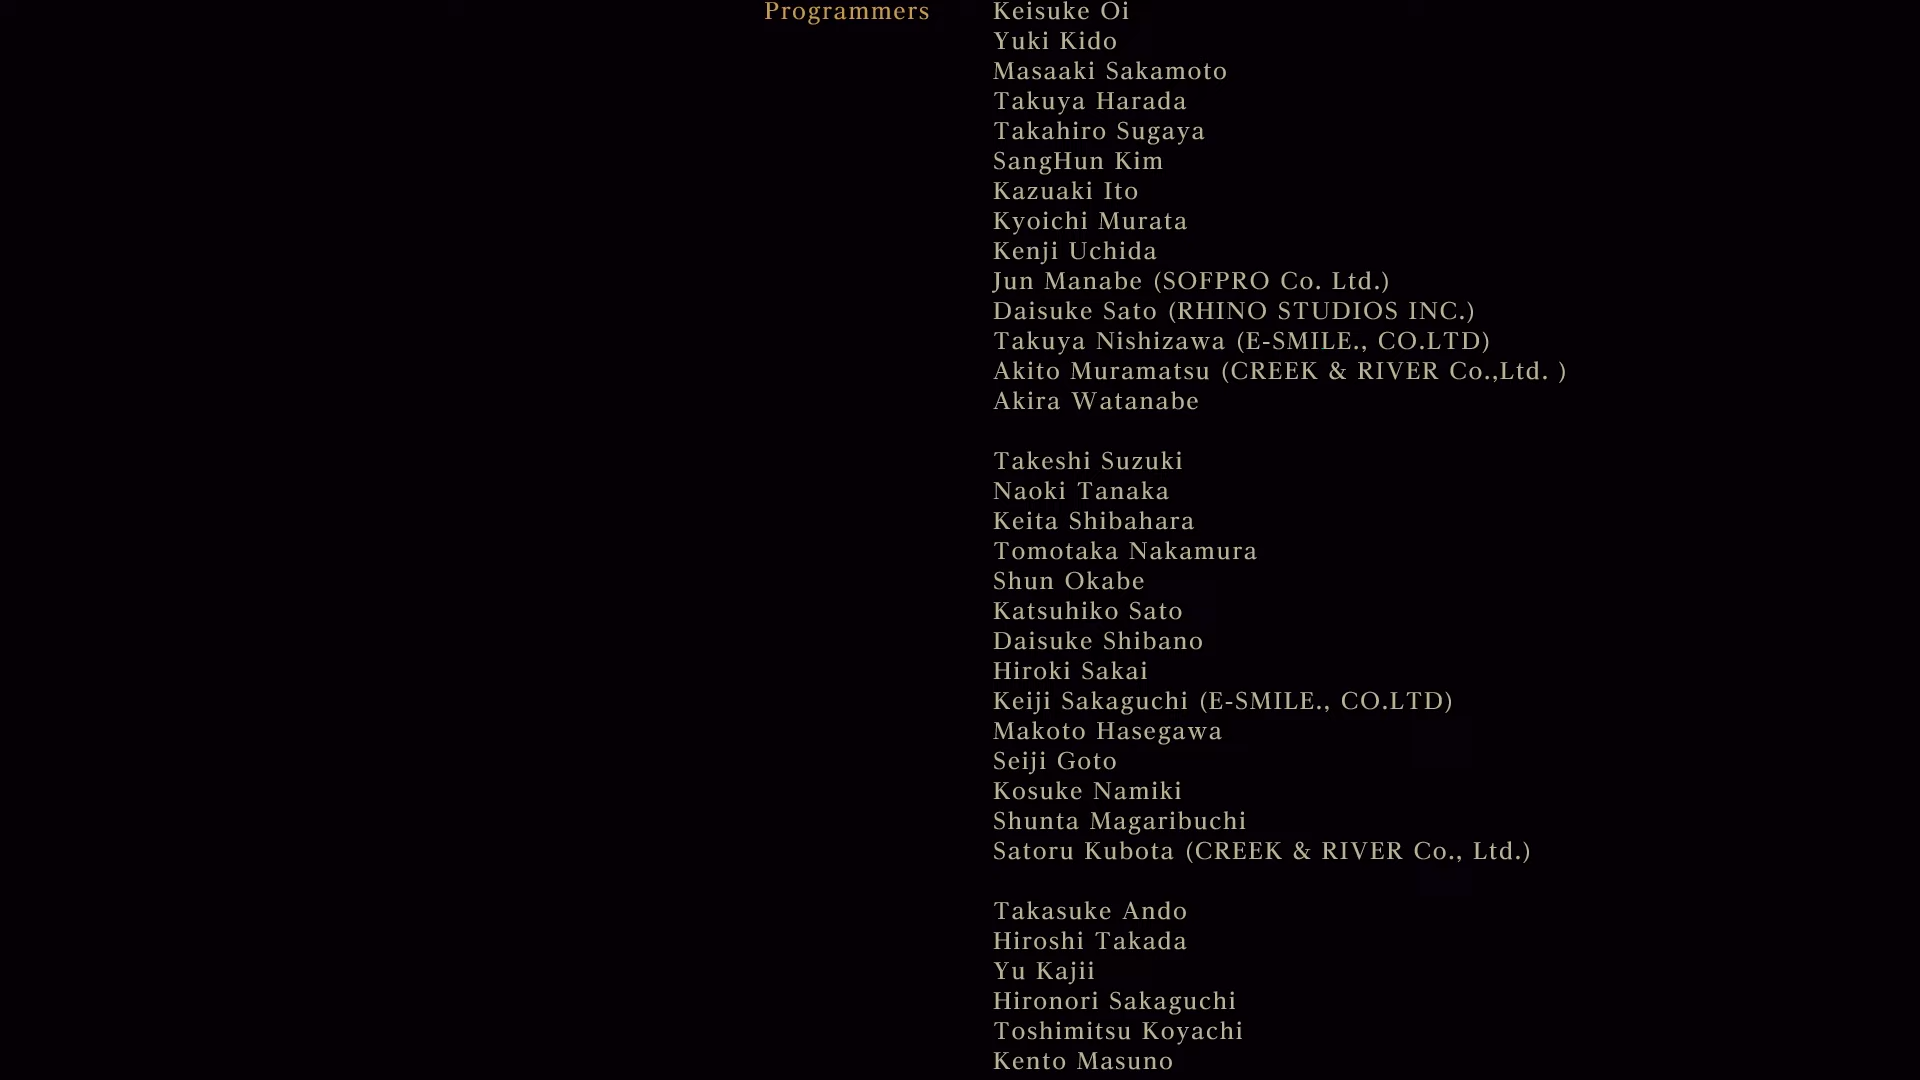 Programmers Keisuke Oi
Yuki Kido
Masaaki Sakamoto
Takuya Harada
Takahiro Sugaya
SangHun Kim
Kazuaki Ito
Kyoichi Murata
Kenji Uchida
Jun Manabe (SOFPRO Co. Ltd.)
Daisuke Sato (RHINO STUDIOS INC.)
Takuya Nishizawa (E-SMILE., CO.LTD)
Akito Muramatsu (CREEK & RIVER Co.,Ltd. )
Akira Watanabe
Takeshi Suzuki
Naoki Tanaka
Keita Shibahara
Tomotaka Nakamura
Shun Okabe
Katsuhiko Sato
Daisuke Shibano
Hiroki Sakai
Keiji Sakaguchi (E-SMILE., CO.LTD)
Makoto Hasegawa
Seiji Goto
Kosuke Namiki
Shunta Magaribuchi
Satoru Kubota (CREEK & RIVER Co., Ltd.)
Takasuke Ando
Hiroshi Takada
Yu Kajii
Hironori Sakaguchi
Toshimitsu Koyachi
Kento Masuno